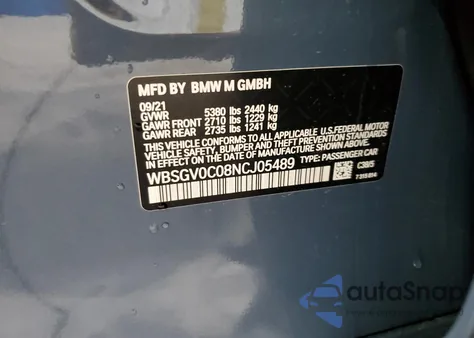 MFD BY BMW M GMBH
09/21
GVWR 5380 lbs 2440 kg
GAWR FRONT 2710 lbs 1229 kg
GAWR REAR 2735 lbs 1241 kg
THIS VEHICLE CONFORMS TO ALL APPLICABLE U.S. FEDERAL MOTOR
VEHICLE SAFETY, BUMPER AND THEFT PREVENTION STANDARDS
IN EFFECT ON THE DATE OF MANUFACTURE SHOWN ABOVE.
WBSGV0C08NCJ05489 TYPE: PASSENGER CAR
C3B/5
autoSnap